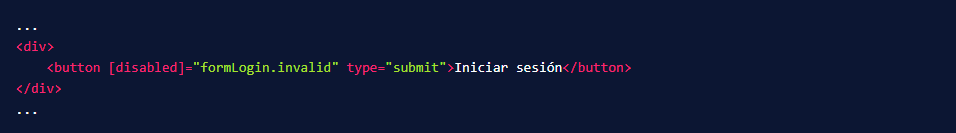 ...
<div>
    <button [disabled]="formLogin.invalid" type="submit">Iniciar sesión</button>
</div>
...